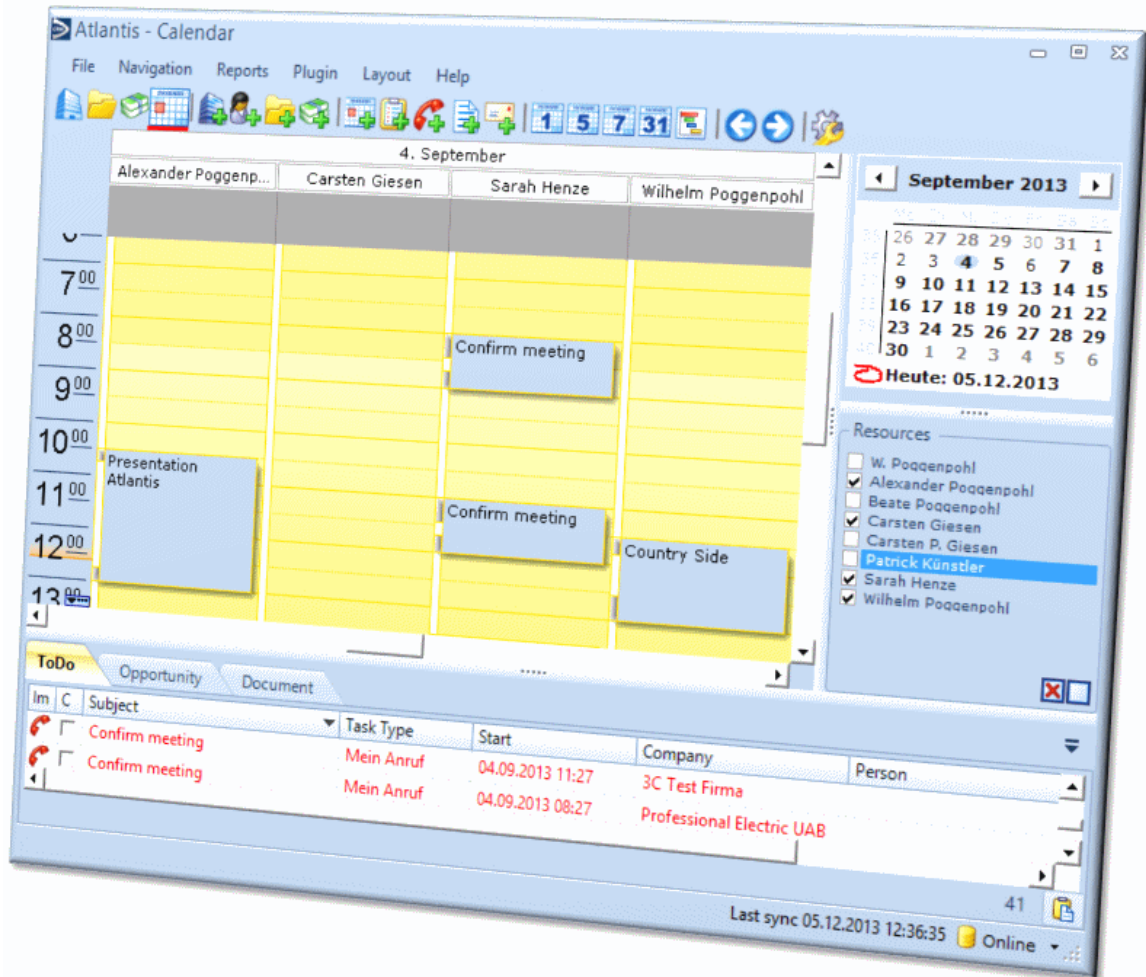 Atlantis - Calendar
File Navigation Reports Plugin Layout Help
1 5 7 31
4. September
Alexander Poggenp... Carsten Giesen Sarah Henze Wilhelm Poggenpohl
7 00
8 00
9 00
10 00
11 00
12 00
13 00
Confirm meeting
Presentation
Atlantis
Confirm meeting
Country Side
September 2013
26 27 28 29 30 31 1
2 3 4 5 6 7 8
9 10 11 12 13 14 15
16 17 18 19 20 21 22
23 24 25 26 27 28 29
30 1 2 3 4 5 6
Heute: 05.12.2013
Resources
W. Poggenpohl
Alexander Poggenpohl
Beate Poggenpohl
Carsten Giesen
Carsten P. Giesen
Patrick Künstler
Sarah Henze
Wilhelm Poggenpohl
ToDo Opportunity Document
Im C Subject Task Type Start Company Person
Confirm meeting Mein Anruf 04.09.2013 11:27 3C Test Firma
Confirm meeting Mein Anruf 04.09.2013 08:27 Professional Electric UAB
41
Last sync 05.12.2013 12:36:35 Online